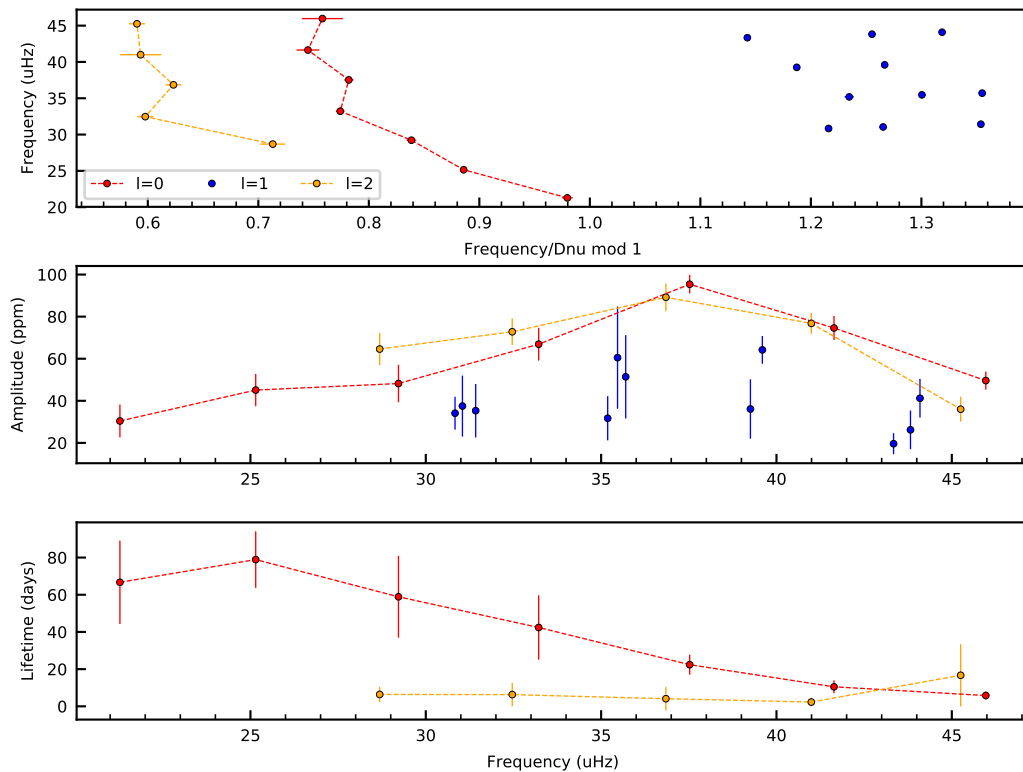 45
40
35
30
25
20
Frequency (uHz)
l=0 l=1 l=2
0.6 0.7 0.8 0.9 1.0 1.1 1.2 1.3
Frequency/Dnu mod 1
100
80
60
40
20
Amplitude (ppm)
25 30 35 40 45
80
60
40
20
0
Lifetime (days)
25 30 35 40 45
Frequency (uHz)